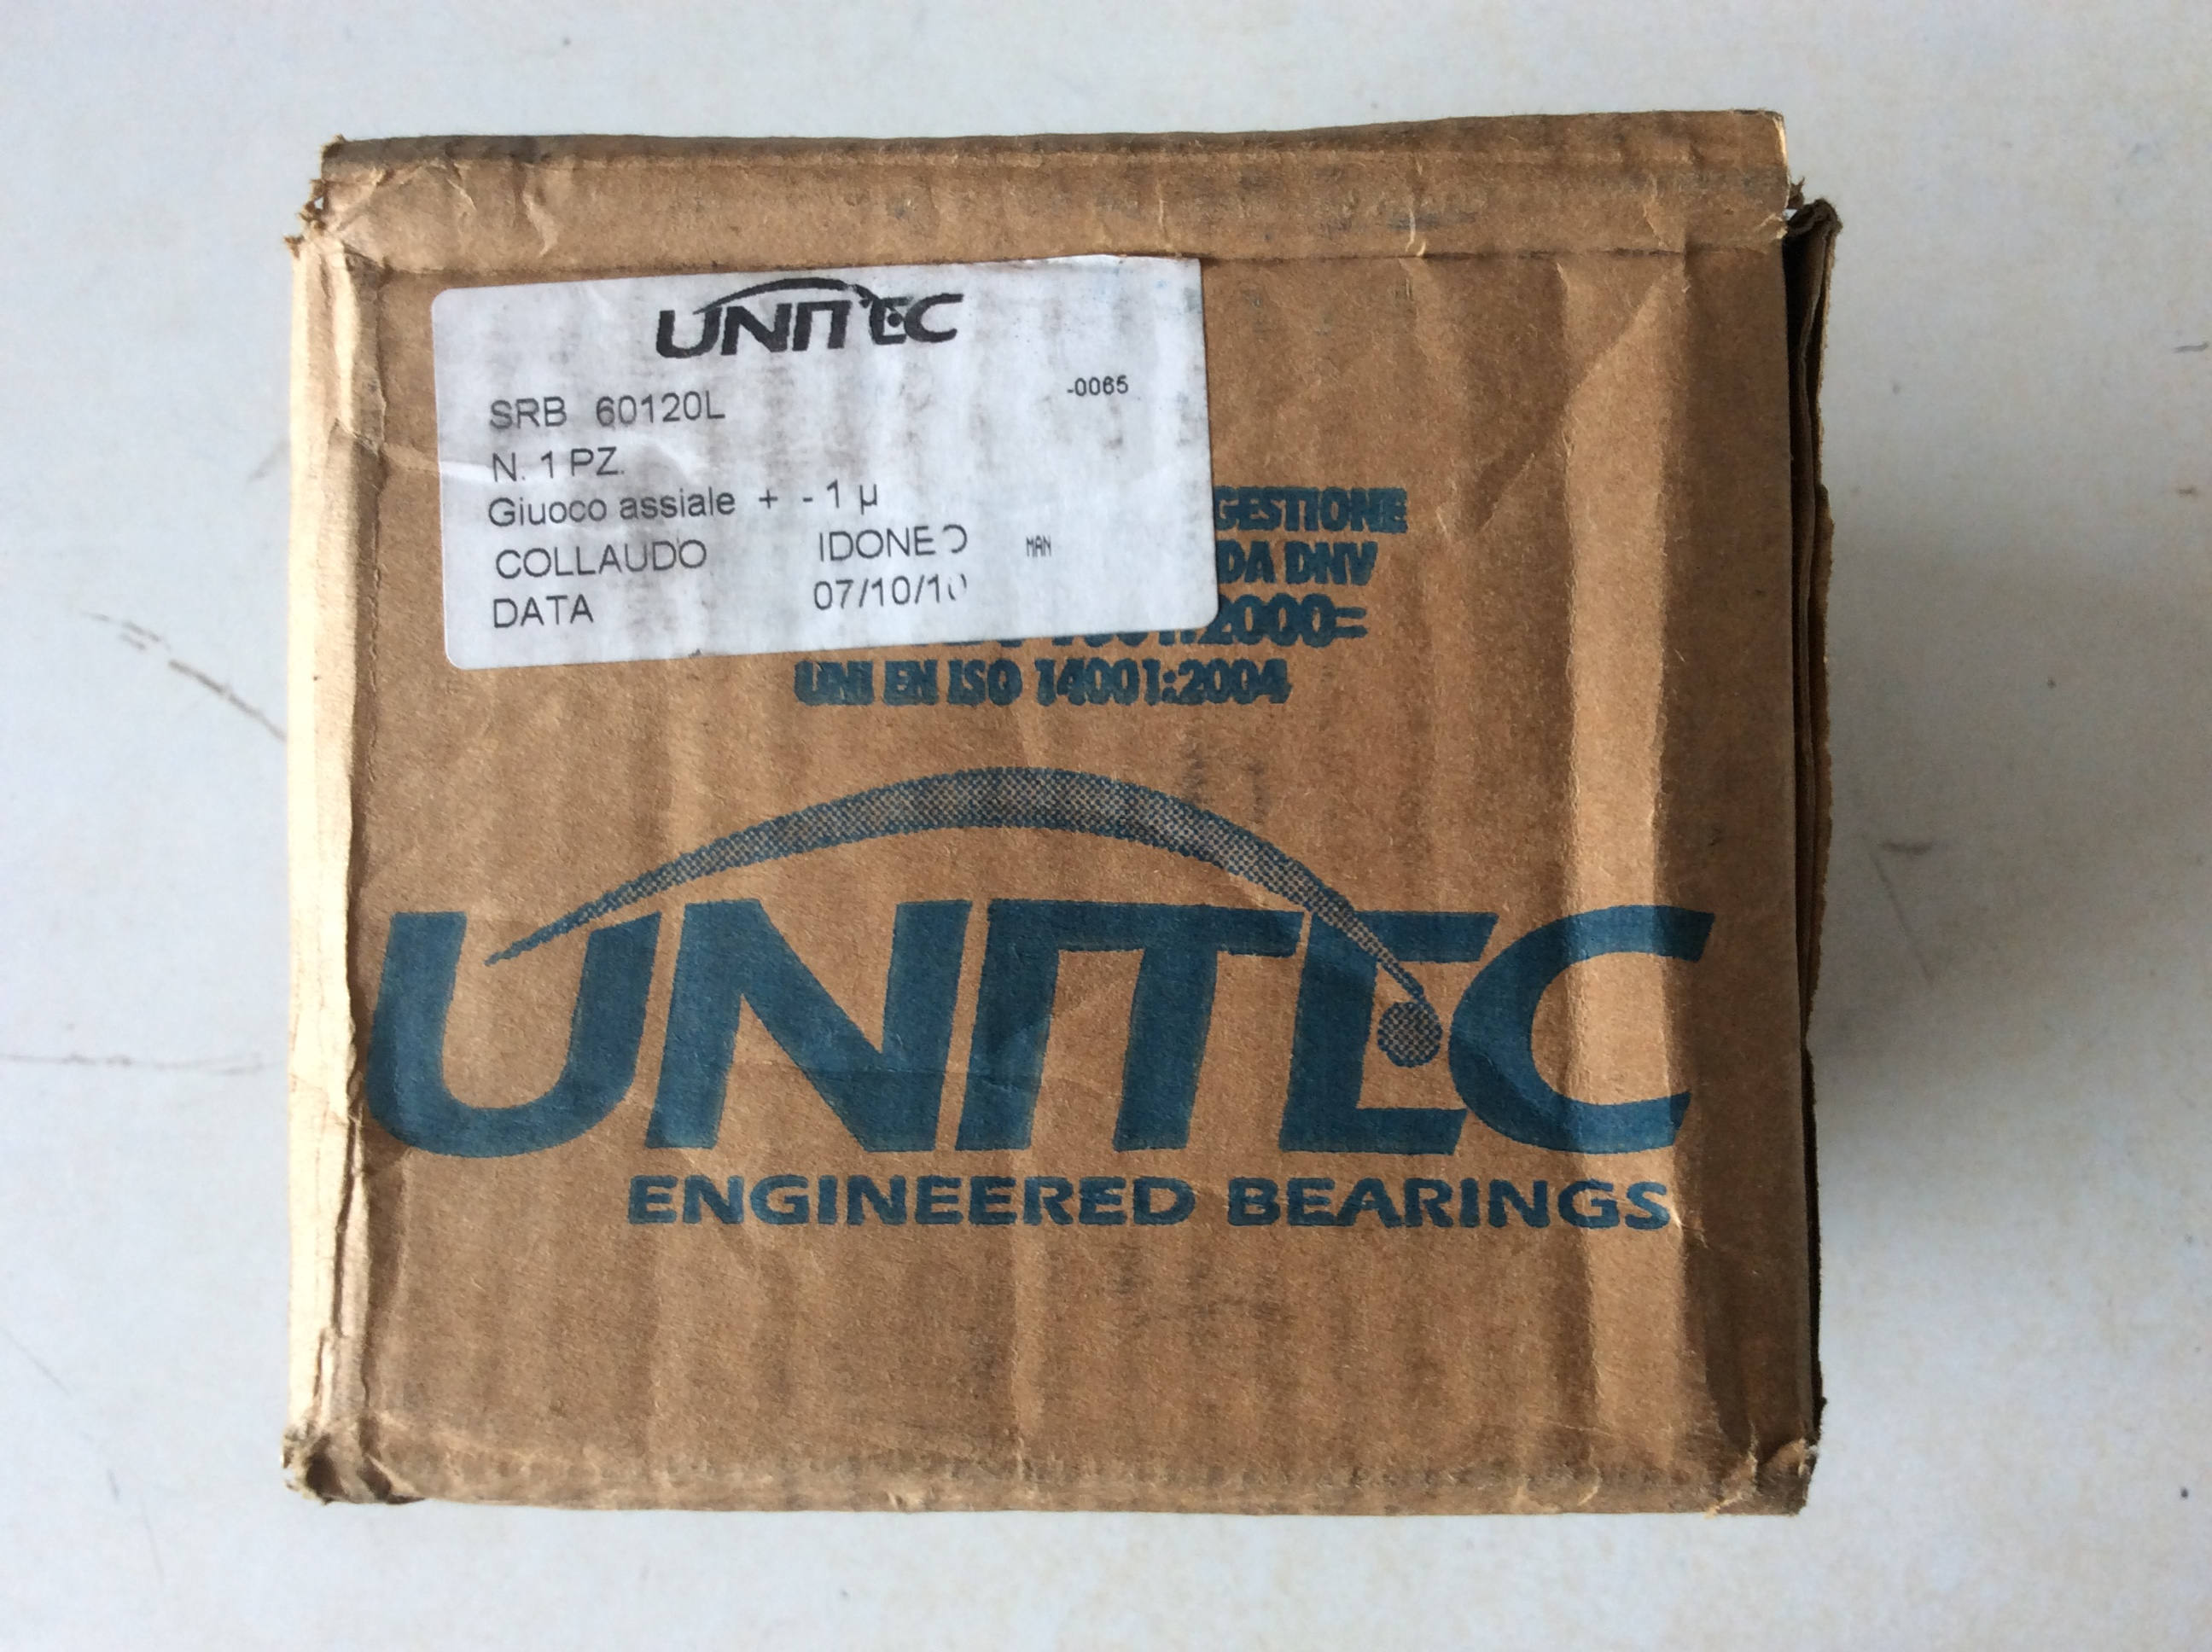 UNITEC
-0065
SRB 60120L
N. 1 PZ.
Giuoco assiale + - 1 µ
COLLAUDO IDONEO MAN
DATA 07/10/10
GESTIONE
DA DNV
:2000=
UNI EN ISO 14001:2004
UNITEC
ENGINEERED BEARINGS